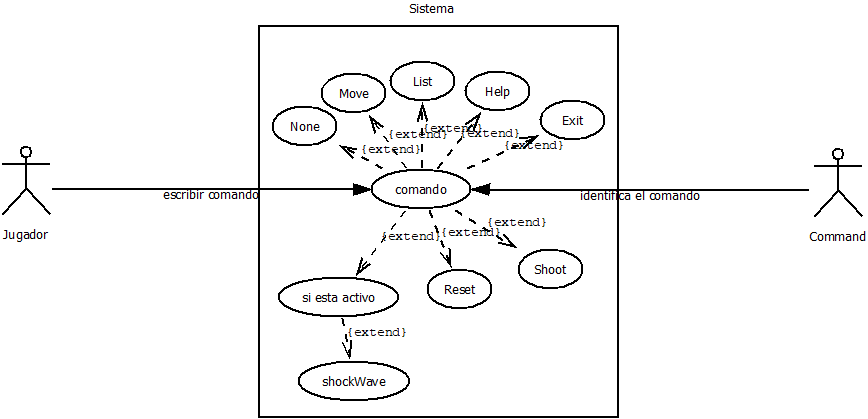 Sistema
List
Move
Help
None
Exit
{extend}
{extend}
{extend}
{extend}
{extend}
comando
escribir comando
identifica el comando
Jugador
Command
{extend}
{extend}
{extend}
Shoot
Reset
si esta activo
{extend}
shockWave